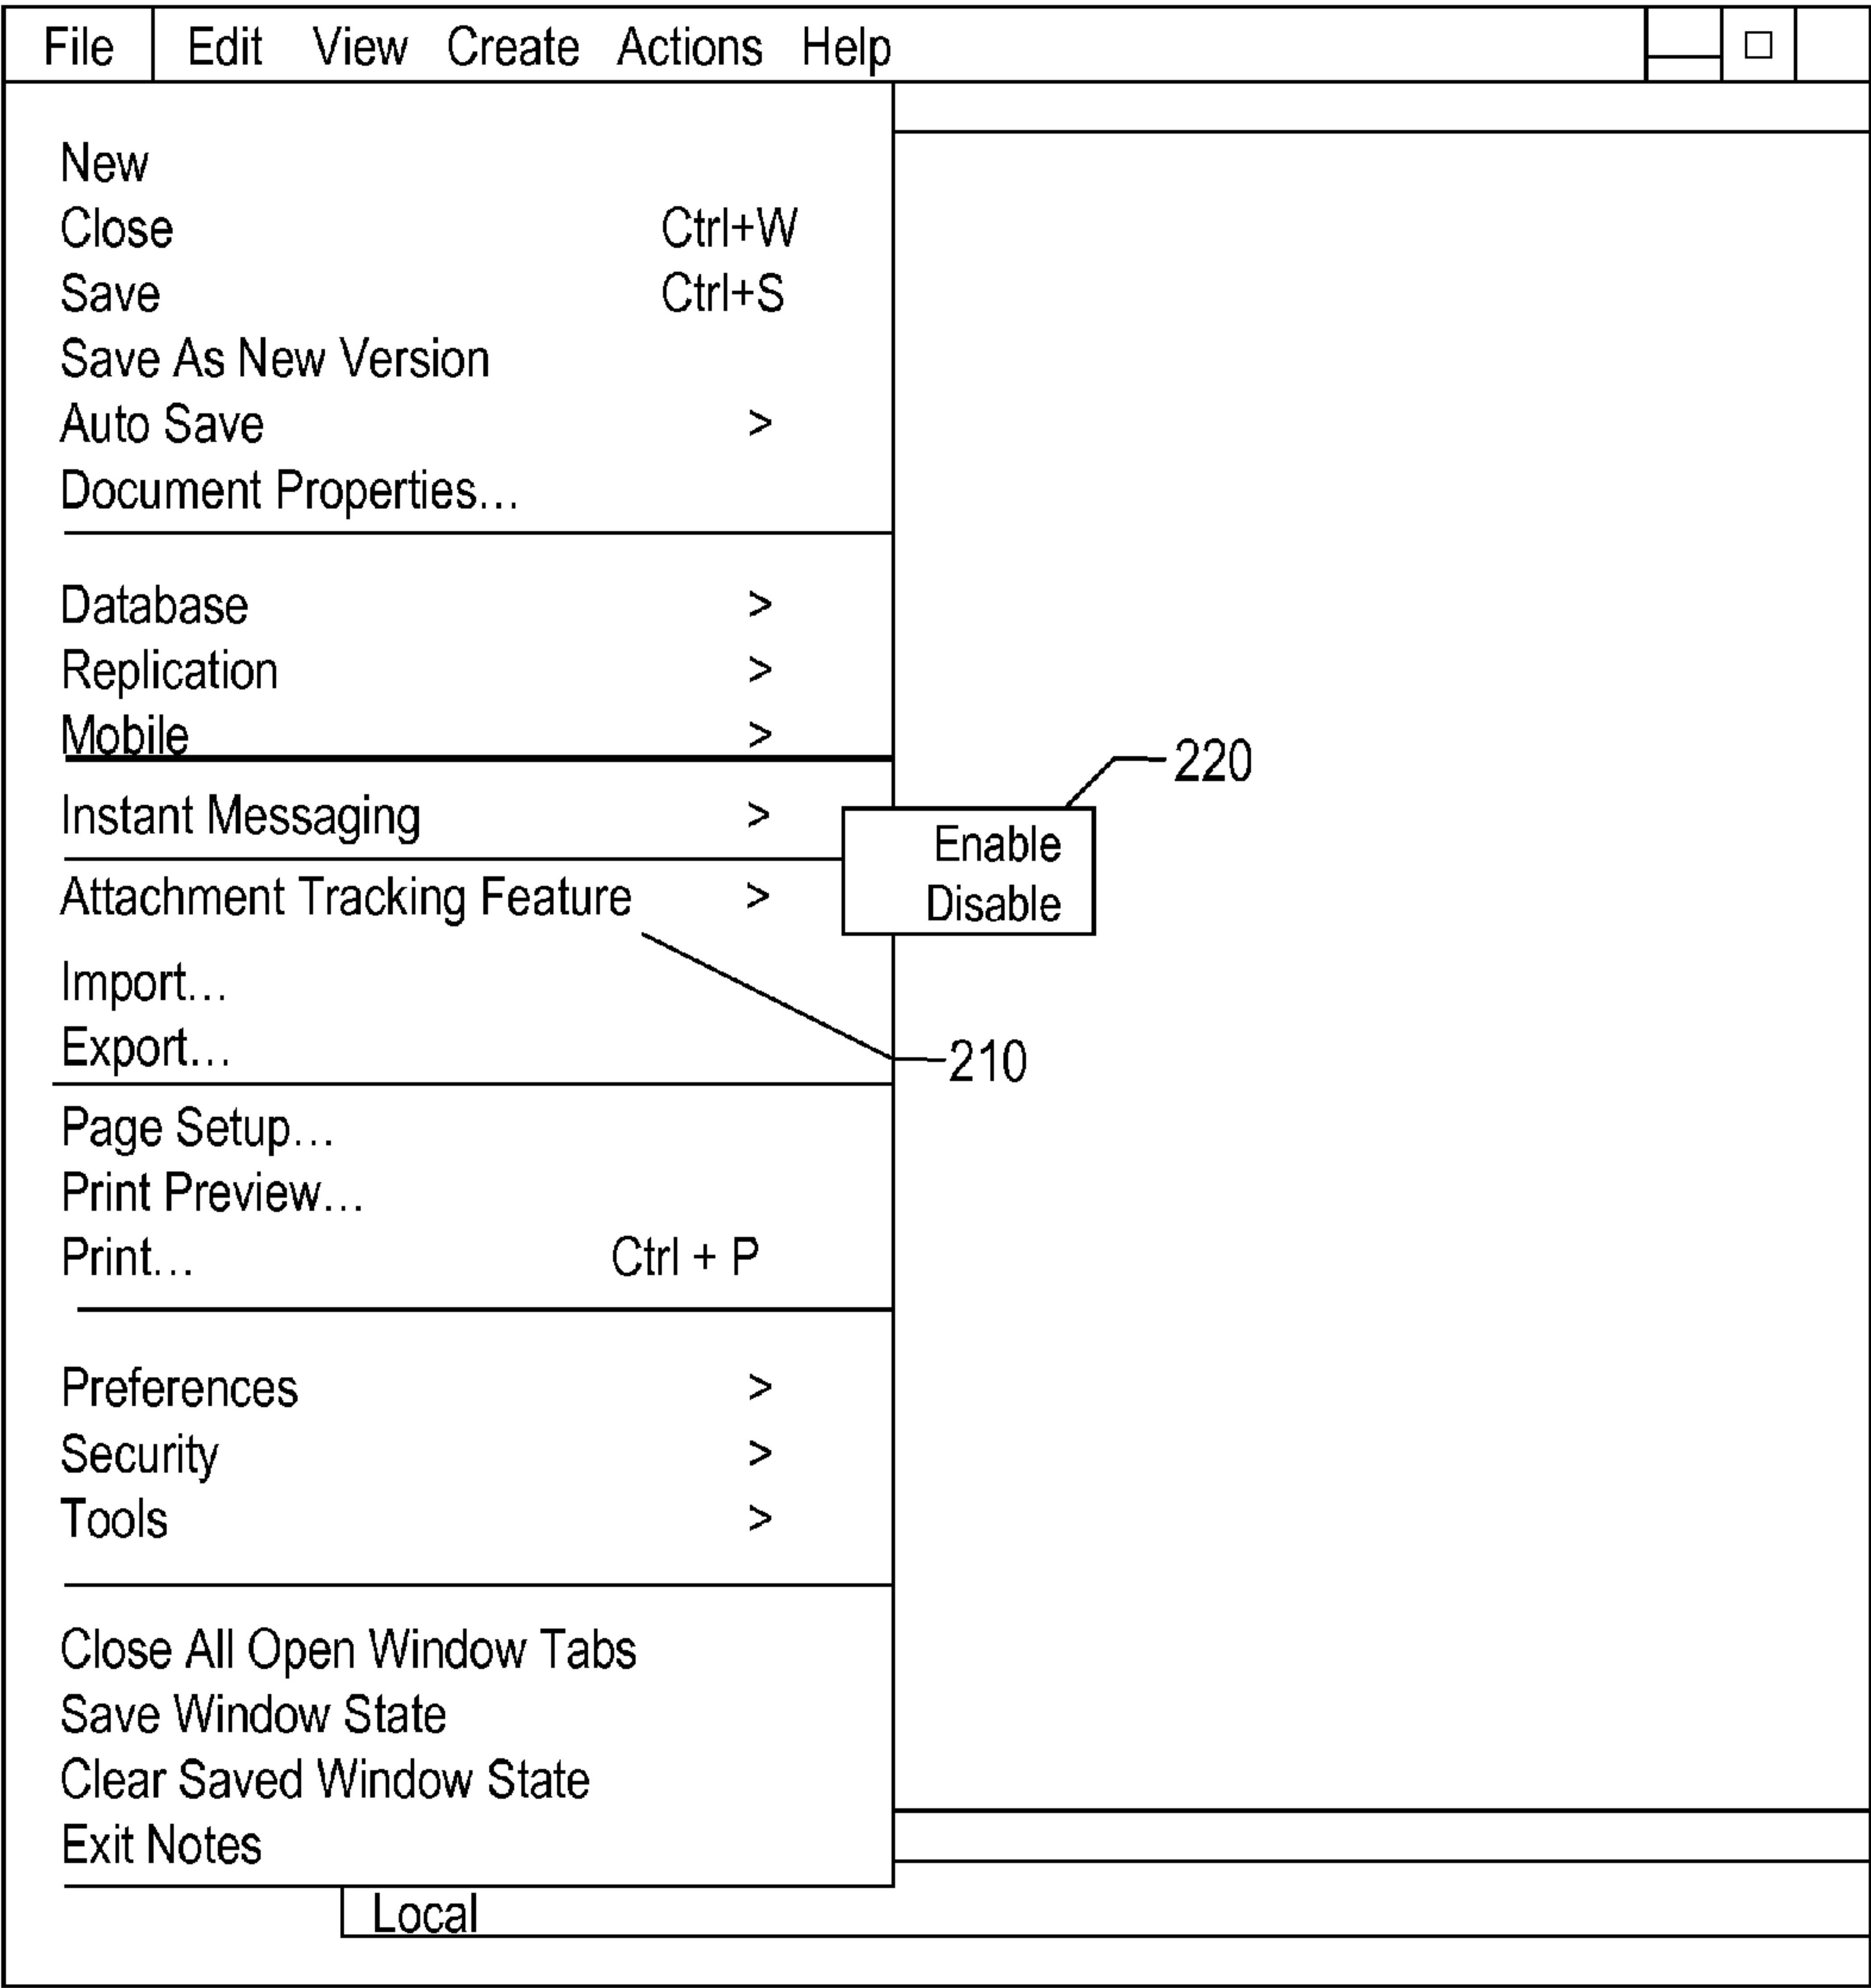 File Edit View Create Actions Help
New
Close Ctrl+W
Save Ctrl+S
Save As New Version
Auto Save >
Document Properties...
Database >
Replication >
Mobile >
220
Instant Messaging >
Enable
Attachment Tracking Feature >
Disable
Import...
Export...
210
Page Setup...
Print Preview...
Print... Ctrl + P
Preferences >
Security >
Tools >
Close All Open Window Tabs
Save Window State
Clear Saved Window State
Exit Notes
Local